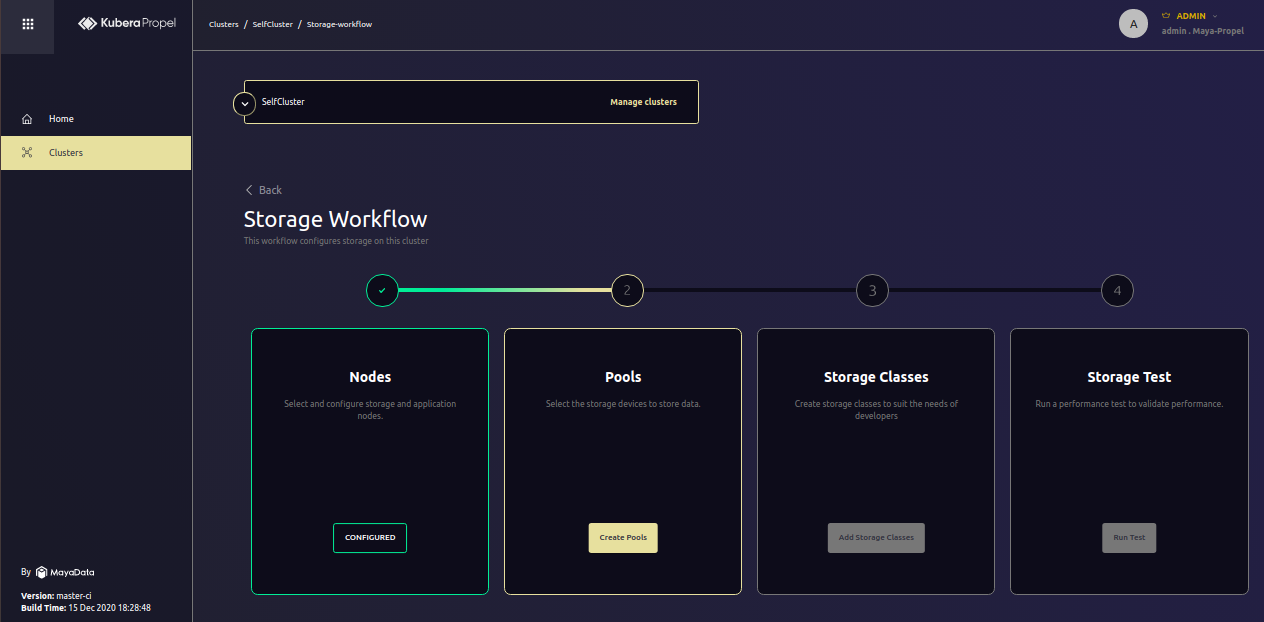 KuberaPropel
Clusters / SelfCluster / Storage-workflow
A
ADMIN
admin . Maya-Propel
Home
Clusters
SelfCluster
Manage clusters
Back
Storage Workflow
This workflow configures storage on this cluster
2
3
4
Nodes
Select and configure storage and application
nodes.
CONFIGURED
Pools
Select the storage devices to store data.
Create Pools
Storage Classes
Create storage classes to suit the needs of
developers
Add Storage Classes
Storage Test
Run a performance test to validate performance.
Run Test
By MayaData
Version: master-ci
Build Time: 15 Dec 2020 18:28:48